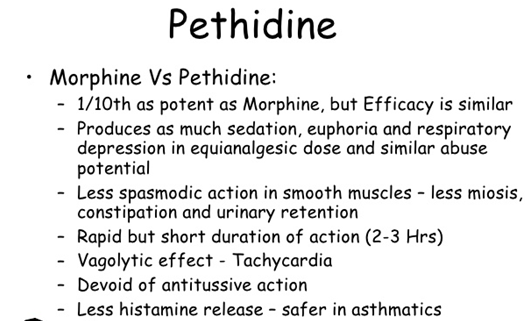 Pethidine
• Morphine Vs Pethidine:
– 1/10th as potent as Morphine, but Efficacy is similar
– Produces as much sedation, euphoria and respiratory
depression in equianalgesic dose and similar abuse
potential
– Less spasmodic action in smooth muscles – less miosis,
constipation and urinary retention
– Rapid but short duration of action (2-3 Hrs)
– Vagolytic effect - Tachycardia
– Devoid of antitussive action
– Less histamine release – safer in asthmatics